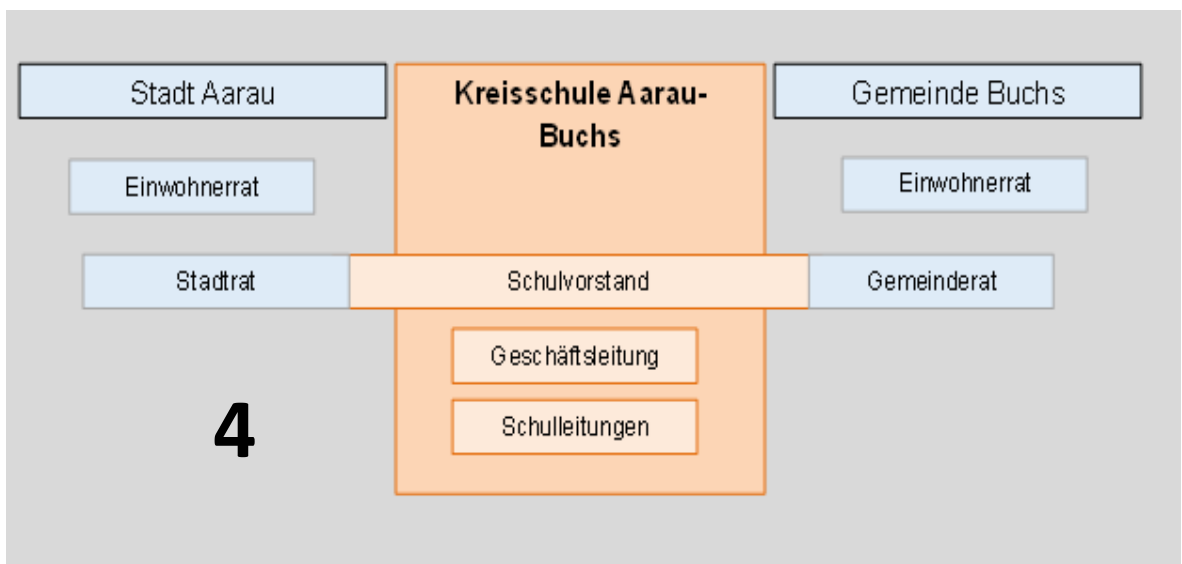 Stadt Aarau
Kreisschule Aarau-
Buchs
Gemeinde Buchs
Einwohnerrat
Einwohnerrat
Stadtrat
Schulvorstand
Gemeinderat
Geschäftsleitung
Schulleitungen
4